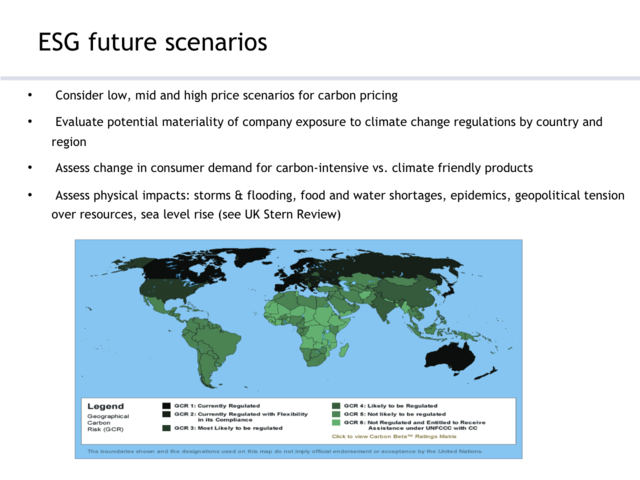 ESG future scenarios
• Consider low, mid and high price scenarios for carbon pricing
• Evaluate potential materiality of company exposure to climate change regulations by country and
region
• Assess change in consumer demand for carbon-intensive vs. climate friendly products
• Assess physical impacts: storms & flooding, food and water shortages, epidemics, geopolitical tension
over resources, sea level rise (see UK Stern Review)
Legend
Geographical
Carbon
Risk (GCR)
GCR 1: Currently Regulated
GCR 2: Currently Regulated with Flexibility
in its Compliance
GCR 3: Most Likely to be regulated
GCR 4: Likely to be Regulated
GCR 5: Not likely to be regulated
GCR 6: Not Regulated and Entitled to Receive
Assistance under UNFCCC with CC
Click to view Carbon Beta™ Ratings Matrix
The boundaries shown and the designations used on this map do not imply official endorsement or acceptance by the United Nations.